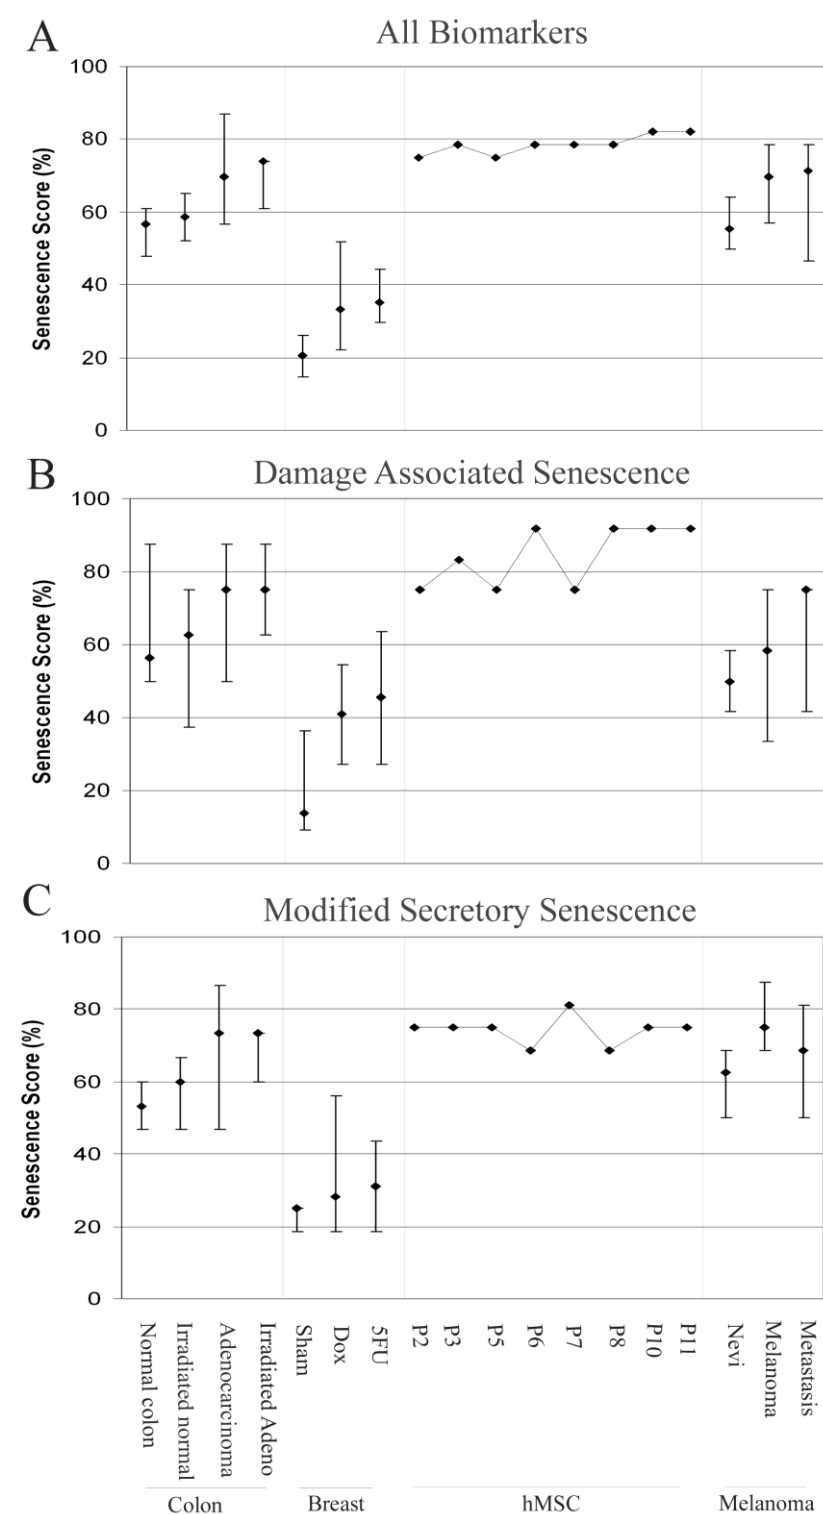 A
All Biomarkers
Senescence Score (%)
100
80
60
40
20
0
B
Damage Associated Senescence
Senescence Score (%)
100
80
60
40
20
0
C
Modified Secretory Senescence
Senescence Score (%)
100
80
60
40
20
0
Normal colon
Irradiated normal
Adenocarcinoma
Irradiated Adeno
Sham
Dox
5FU
P2
P3
P5
P6
P7
P8
P10
P11
Nevi
Melanoma
Metastasis
Colon
Breast
hMSC
Melanoma